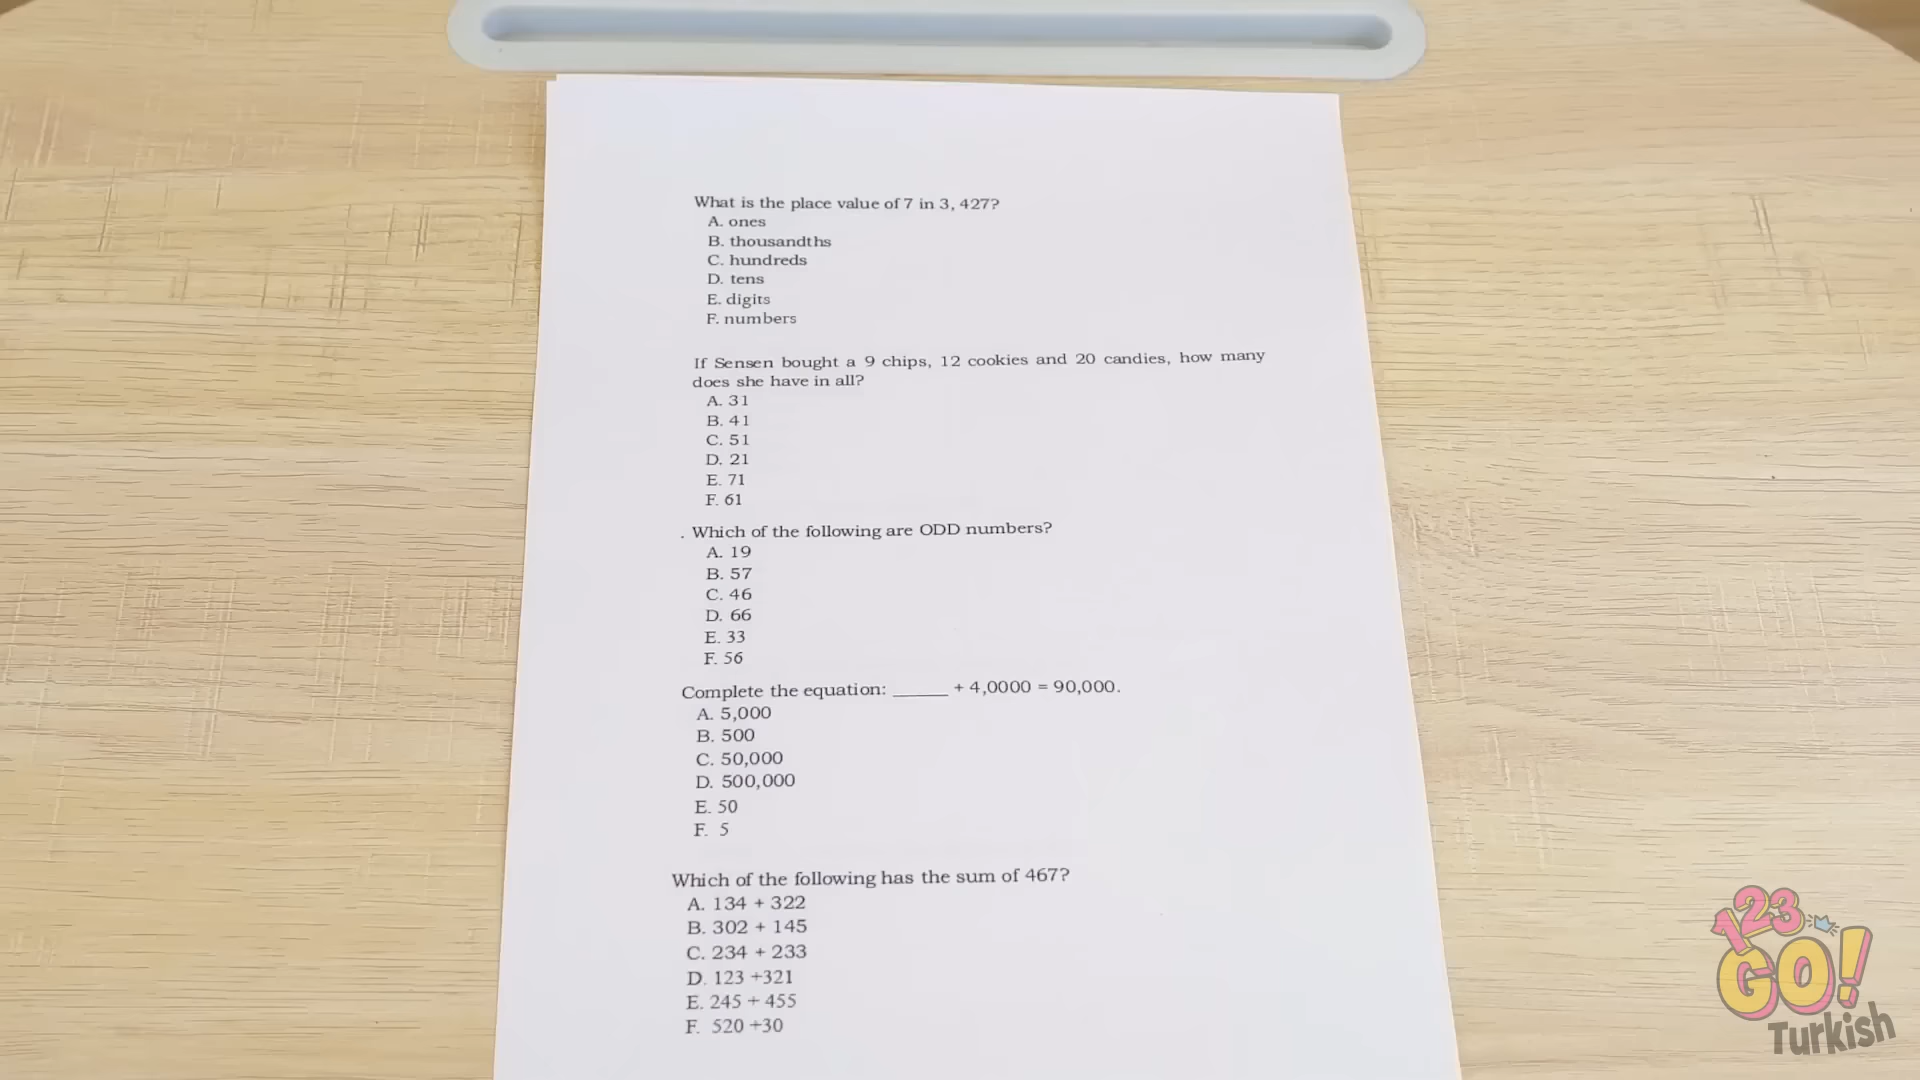 What is the place value of 7 in 3, 427?
A. ones
B. thousandths
C. hundreds
D. tens
E. digits
F. numbers
If Sensen bought a 9 chips, 12 cookies and 20 candies, how many
does she have in all?
A. 31
B. 41
C. 51
D. 21
E. 71
F. 61
. Which of the following are ODD numbers?
A. 19
B. 57
C. 46
D. 66
E. 33
F. 56
Complete the equation: ______ + 4,0000 = 90,000.
A. 5,000
B. 500
C. 50,000
D. 500,000
E. 50
F. 5
Which of the following has the sum of 467?
A. 134 + 322
B. 302 + 145
C. 234 + 233
D. 123 +321
E. 245 + 455
F. 520 +30
123
GO!
Turkish